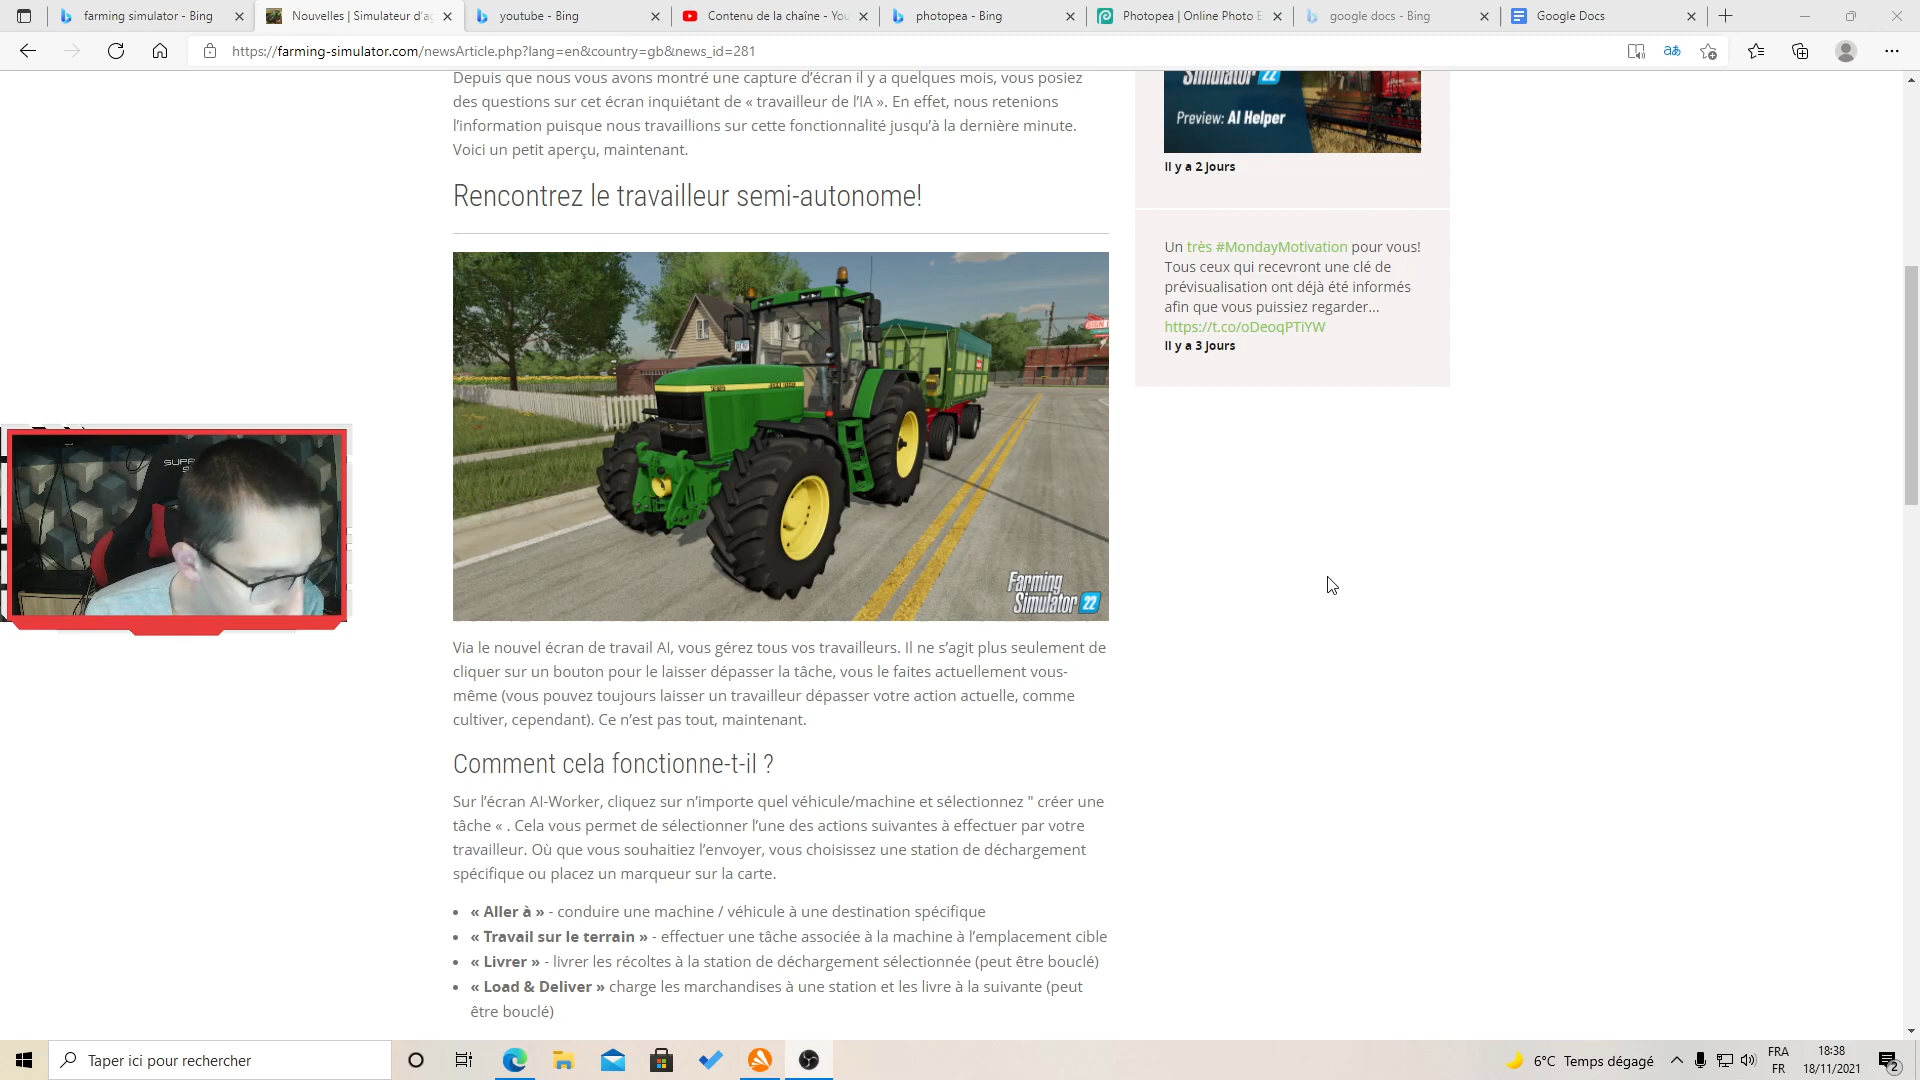 farming simulator - Bing
Nouvelles | Simulateur d'ag
youtube - Bing
Contenu de la chaîne - You
photopea - Bing
Photopea | Online Photo E
google docs - Bing
Google Docs
https://farming-simulator.com/newsArticle.php?lang=en&country=gb&news_id=281
Depuis que nous vous avons montré une capture d'écran il y a quelques mois, vous posiez
des questions sur cet écran inquiétant de « travailleur de l'IA ». En effet, nous retenions
l'information puisque nous travaillions sur cette fonctionnalité jusqu'à la dernière minute.
Voici un petit aperçu, maintenant.
Rencontrez le travailleur semi-autonome!
Farming
Simulator 22
Via le nouvel écran de travail AI, vous gérez tous vos travailleurs. Il ne s'agit plus seulement de
cliquer sur un bouton pour le laisser dépasser la tâche, vous le faites actuellement vous-
même (vous pouvez toujours laisser un travailleur dépasser votre action actuelle, comme
cultiver, cependant). Ce n'est pas tout, maintenant.
Comment cela fonctionne-t-il ?
Sur l'écran AI-Worker, cliquez sur n'importe quel véhicule/machine et sélectionnez " créer une
tâche « . Cela vous permet de sélectionner l'une des actions suivantes à effectuer par votre
travailleur. Où que vous souhaitiez l'envoyer, vous choisissez une station de déchargement
spécifique ou placez un marqueur sur la carte.
• « Aller à » - conduire une machine / véhicule à une destination spécifique
• « Travail sur le terrain » - effectuer une tâche associée à la machine à l'emplacement cible
• « Livrer » - livrer les récoltes à la station de déchargement sélectionnée (peut être bouclé)
• « Load & Deliver » charge les marchandises à une station et les livre à la suivante (peut
être bouclé)
Simulator 22
Preview: AI Helper
Il y a 2 jours
Un très #MondayMotivation pour vous!
Tous ceux qui recevront une clé de
prévisualisation ont déjà été informés
afin que vous puissiez regarder...
https://t.co/oDeoqPTiYW
Il y a 3 jours
Taper ici pour rechercher
6°C Temps dégagé
FRA
FR
18:38
18/11/2021
2